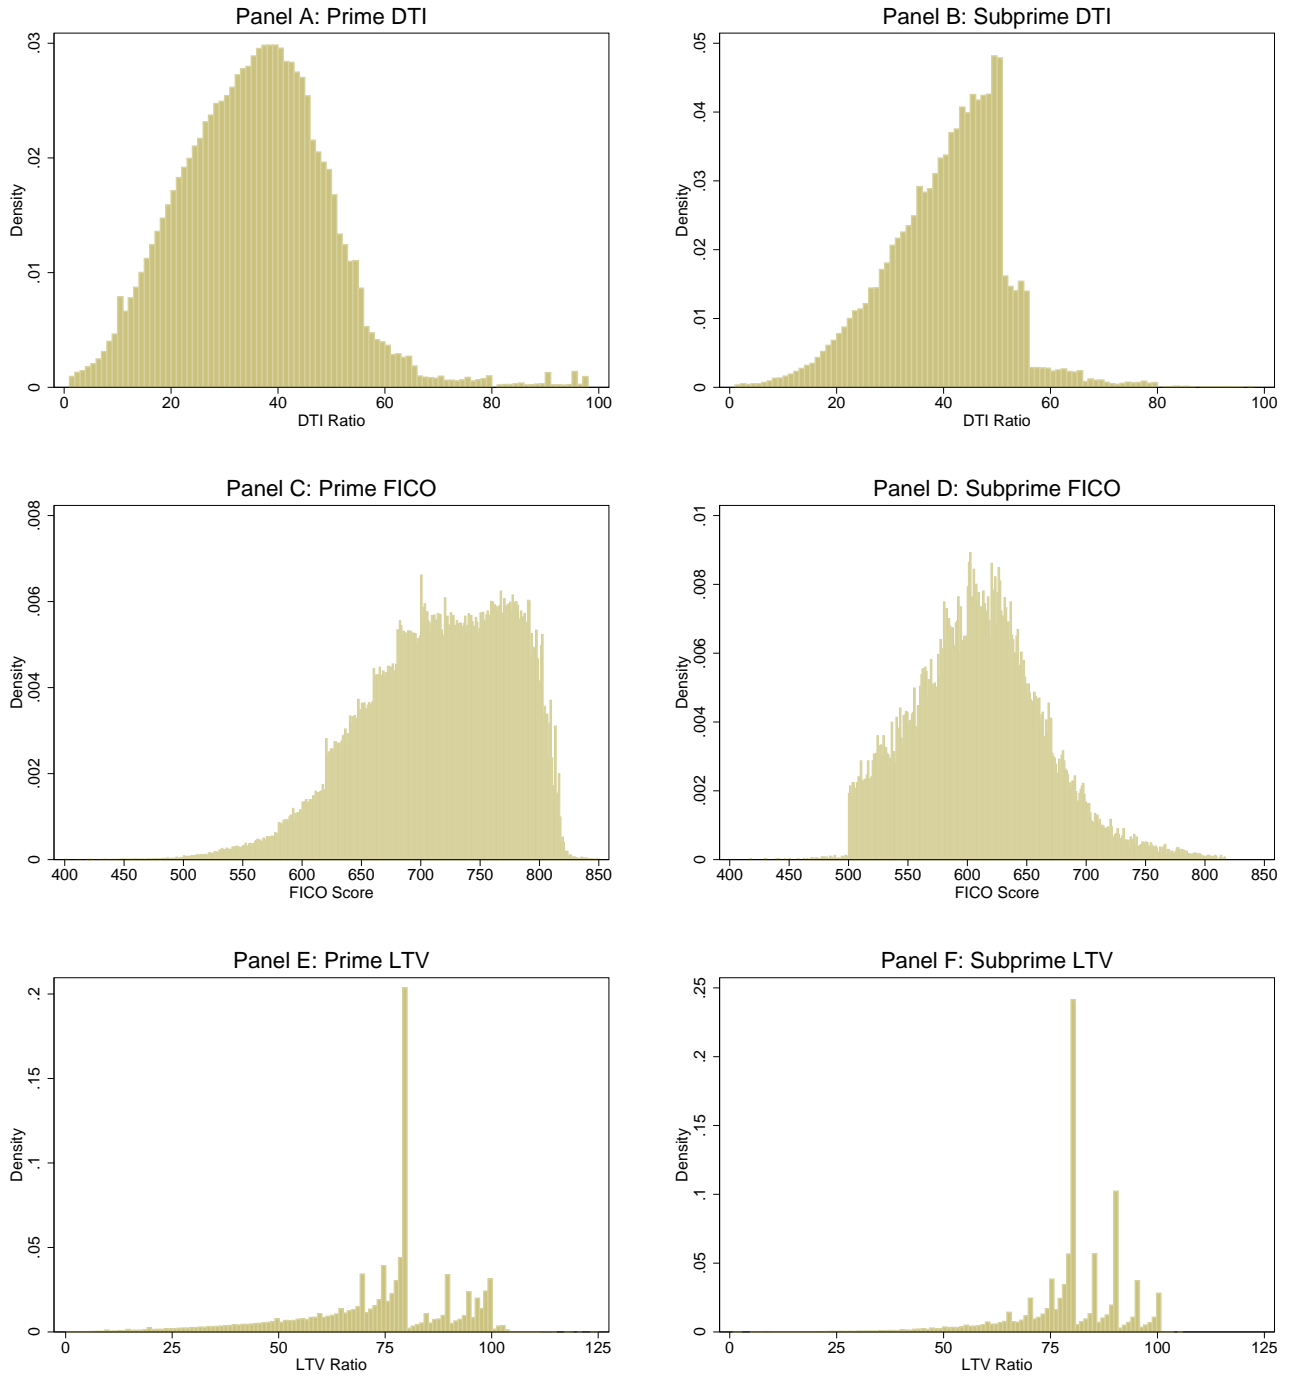 Panel A: Prime DTI
Density
0 .01 .02 .03
0 20 40 60 80 100
DTI Ratio
Panel B: Subprime DTI
Density
0 .01 .02 .03 .04 .05
0 20 40 60 80 100
DTI Ratio
Panel C: Prime FICO
Density
0 .002 .004 .006 .008
400 450 500 550 600 650 700 750 800 850
FICO Score
Panel D: Subprime FICO
Density
0 .002 .004 .006 .008 .01
400 450 500 550 600 650 700 750 800 850
FICO Score
Panel E: Prime LTV
Density
0 .05 .1 .15 .2
0 25 50 75 100 125
LTV Ratio
Panel F: Subprime LTV
Density
0 .05 .1 .15 .2 .25
0 25 50 75 100 125
LTV Ratio